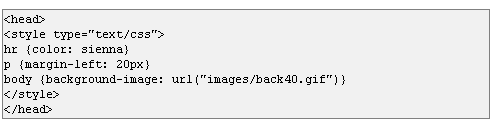 <head>
<style type="text/css">
hr {color: sienna}
p {margin-left: 20px}
body {background-image: url("images/back40.gif")}
</style>
</head>